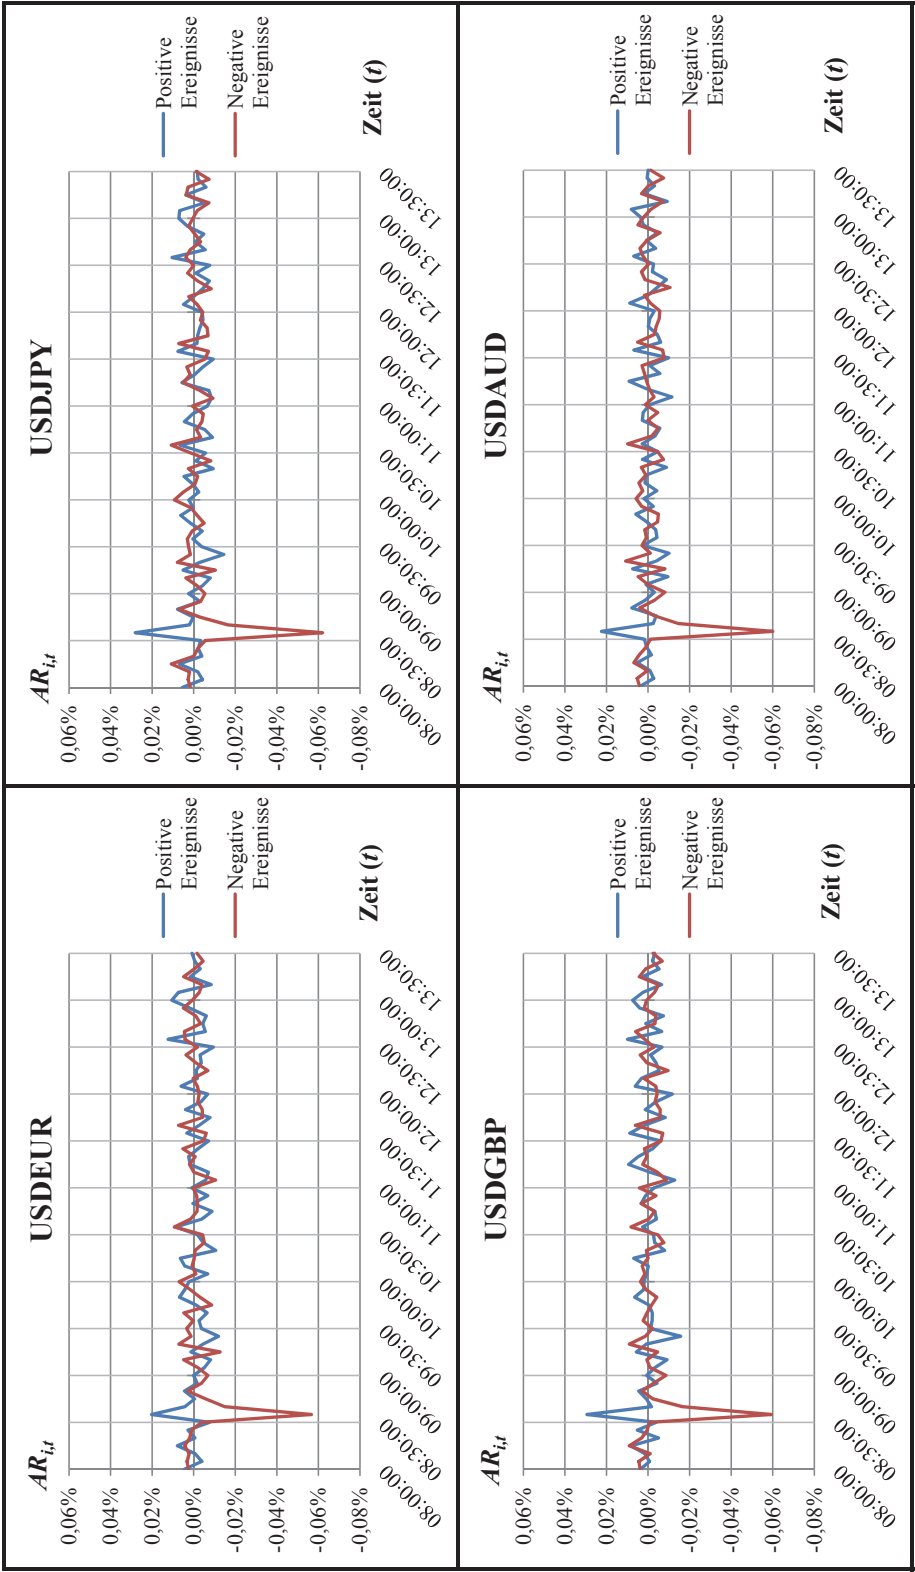 USDEUR
ARi,t
0,06%
0,04%
0,02%
0,00%
-0,02%
-0,04%
-0,06%
-0,08%
08:00:00
08:30:00
09:00:00
09:30:00
10:00:00
10:30:00
11:00:00
11:30:00
12:00:00
12:30:00
13:00:00
13:30:00
Positive
Ereignisse
Negative
Ereignisse
Zeit (t)
USDJPY
ARi,t
0,06%
0,04%
0,02%
0,00%
-0,02%
-0,04%
-0,06%
-0,08%
08:00:00
08:30:00
09:00:00
09:30:00
10:00:00
10:30:00
11:00:00
11:30:00
12:00:00
12:30:00
13:00:00
13:30:00
Positive
Ereignisse
Negative
Ereignisse
Zeit (t)
USDGBP
ARi,t
0,06%
0,04%
0,02%
0,00%
-0,02%
-0,04%
-0,06%
-0,08%
08:00:00
08:30:00
09:00:00
09:30:00
10:00:00
10:30:00
11:00:00
11:30:00
12:00:00
12:30:00
13:00:00
13:30:00
Positive
Ereignisse
Negative
Ereignisse
Zeit (t)
USDAUD
ARi,t
0,06%
0,04%
0,02%
0,00%
-0,02%
-0,04%
-0,06%
-0,08%
08:00:00
08:30:00
09:00:00
09:30:00
10:00:00
10:30:00
11:00:00
11:30:00
12:00:00
12:30:00
13:00:00
13:30:00
Positive
Ereignisse
Negative
Ereignisse
Zeit (t)